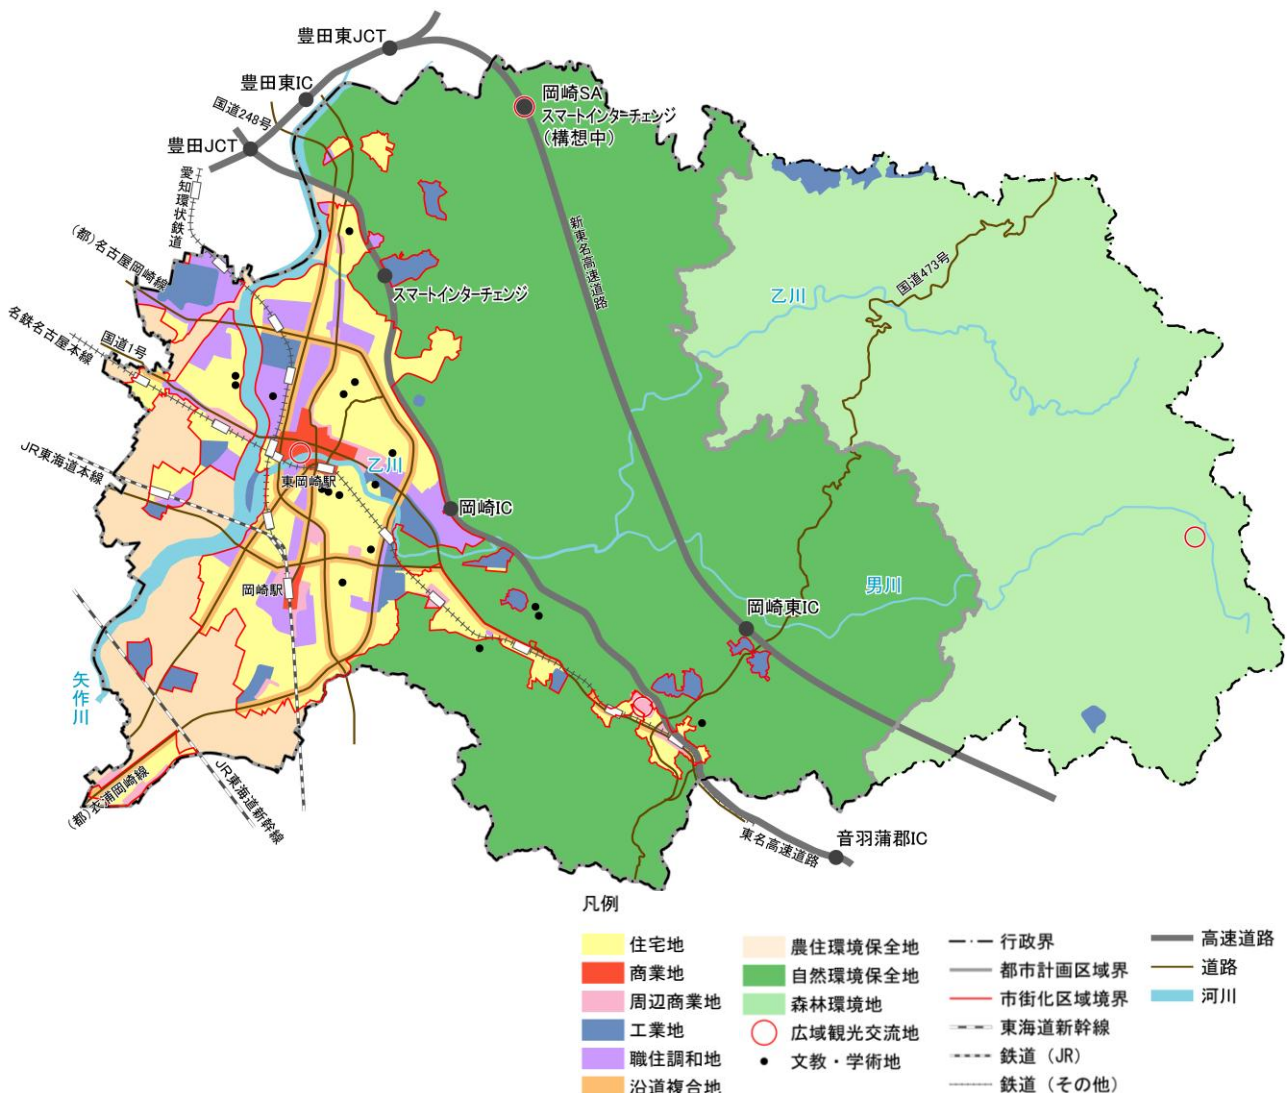 豊田東JCT
豊田東IC
国道248号
豊田JCT
愛知環状鉄道
(都)名古屋岡崎線
名鉄名古屋本線
国道1号
JR東海道本線
岡崎SA
スマートインターチェンジ
(構想中)
新東名高速道路
国道473号
乙川
スマートインターチェンジ
乙川
東岡崎駅
岡崎IC
岡崎駅
男川
岡崎東IC
矢作川
(都)衣浦岡崎線
JR東海道新幹線
東名高速道路
音羽蒲郡IC
凡例
住宅地
商業地
周辺商業地
工業地
職住調和地
沿道複合地
農住環境保全地
自然環境保全地
森林環境地
広域観光交流地
文教・学術地
行政界
都市計画区域界
市街化区域境界
東海道新幹線
鉄道（JR）
鉄道（その他）
高速道路
道路
河川